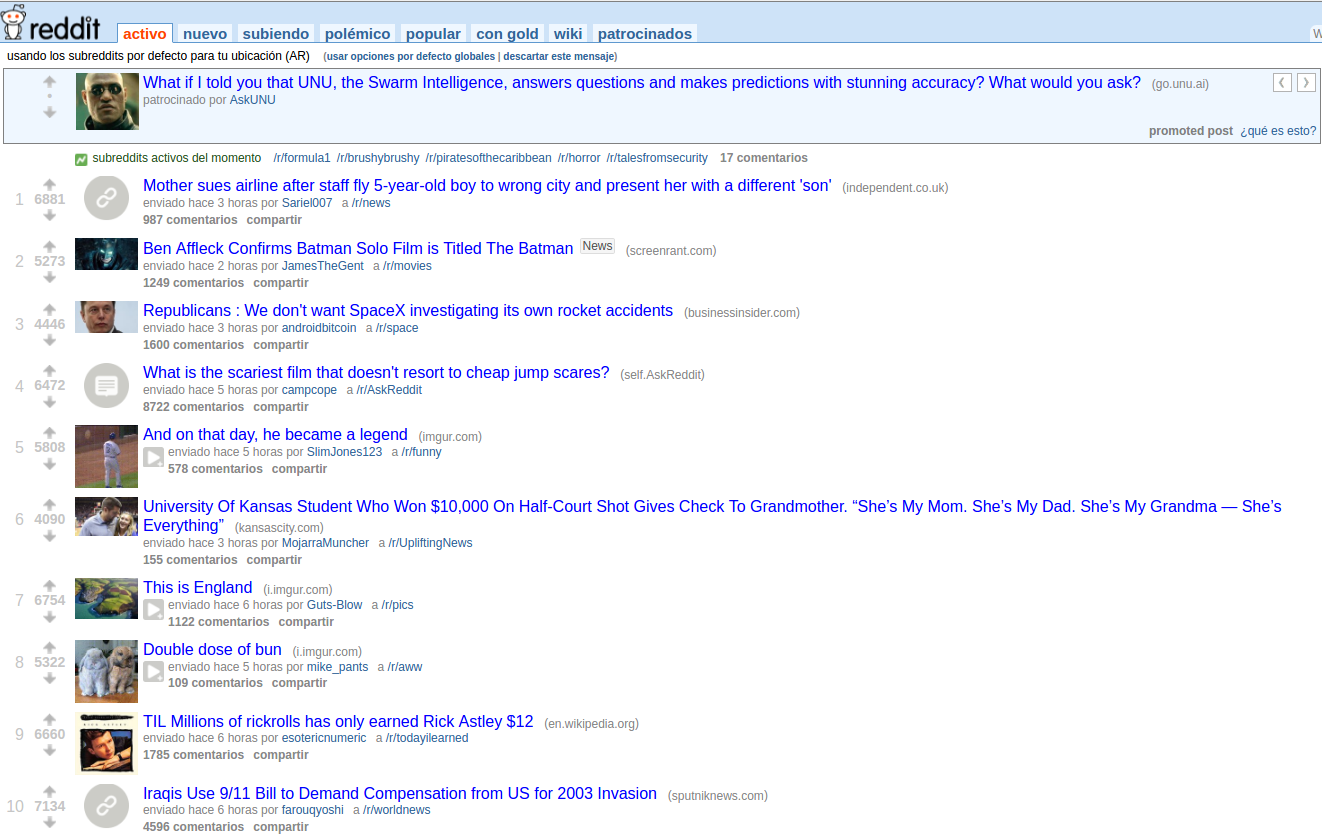 reddit activo nuevo subiendo polémico popular con gold wiki patrocinados W
usando los subreddits por defecto para tu ubicación (AR) (usar opciones por defecto globales | descartar este mensaje)
What if I told you that UNU, the Swarm Intelligence, answers questions and makes predictions with stunning accuracy? What would you ask? (go.unu.ai)
patrocinado por AskUNU
promoted post ¿qué es esto?
subreddits activos del momento /r/formula1 /r/brushybrushy /r/piratesofthecaribbean /r/horror /r/talesfromsecurity 17 comentarios
Mother sues airline after staff fly 5-year-old boy to wrong city and present her with a different 'son' (independent.co.uk)
1 6881 enviado hace 3 horas por Sariel007 a /r/news
987 comentarios compartir
Ben Affleck Confirms Batman Solo Film is Titled The Batman News (screenrant.com)
2 5273 enviado hace 2 horas por JamesTheGent a /r/movies
1249 comentarios compartir
Republicans : We don't want SpaceX investigating its own rocket accidents (businessinsider.com)
3 4446 enviado hace 3 horas por androidbitcoin a /r/space
1600 comentarios compartir
What is the scariest film that doesn't resort to cheap jump scares? (self.AskReddit)
4 6472 enviado hace 5 horas por campcope a /r/AskReddit
8722 comentarios compartir
And on that day, he became a legend (imgur.com)
5 5808 enviado hace 5 horas por SlimJones123 a /r/funny
578 comentarios compartir
University Of Kansas Student Who Won $10,000 On Half-Court Shot Gives Check To Grandmother. “She’s My Mom. She’s My Dad. She’s My Grandma — She’s
6 4090 Everything” (kansascity.com)
enviado hace 3 horas por MojarraMuncher a /r/UpliftingNews
155 comentarios compartir
This is England (i.imgur.com)
7 6754 enviado hace 6 horas por Guts-Blow a /r/pics
1122 comentarios compartir
Double dose of bun (i.imgur.com)
8 5322 enviado hace 5 horas por mike_pants a /r/aww
109 comentarios compartir
TIL Millions of rickrolls has only earned Rick Astley $12 (en.wikipedia.org)
9 6660 enviado hace 6 horas por esotericnumeric a /r/todayilearned
1785 comentarios compartir
Iraqis Use 9/11 Bill to Demand Compensation from US for 2003 Invasion (sputniknews.com)
10 7134 enviado hace 6 horas por farouqyoshi a /r/worldnews
4596 comentarios compartir